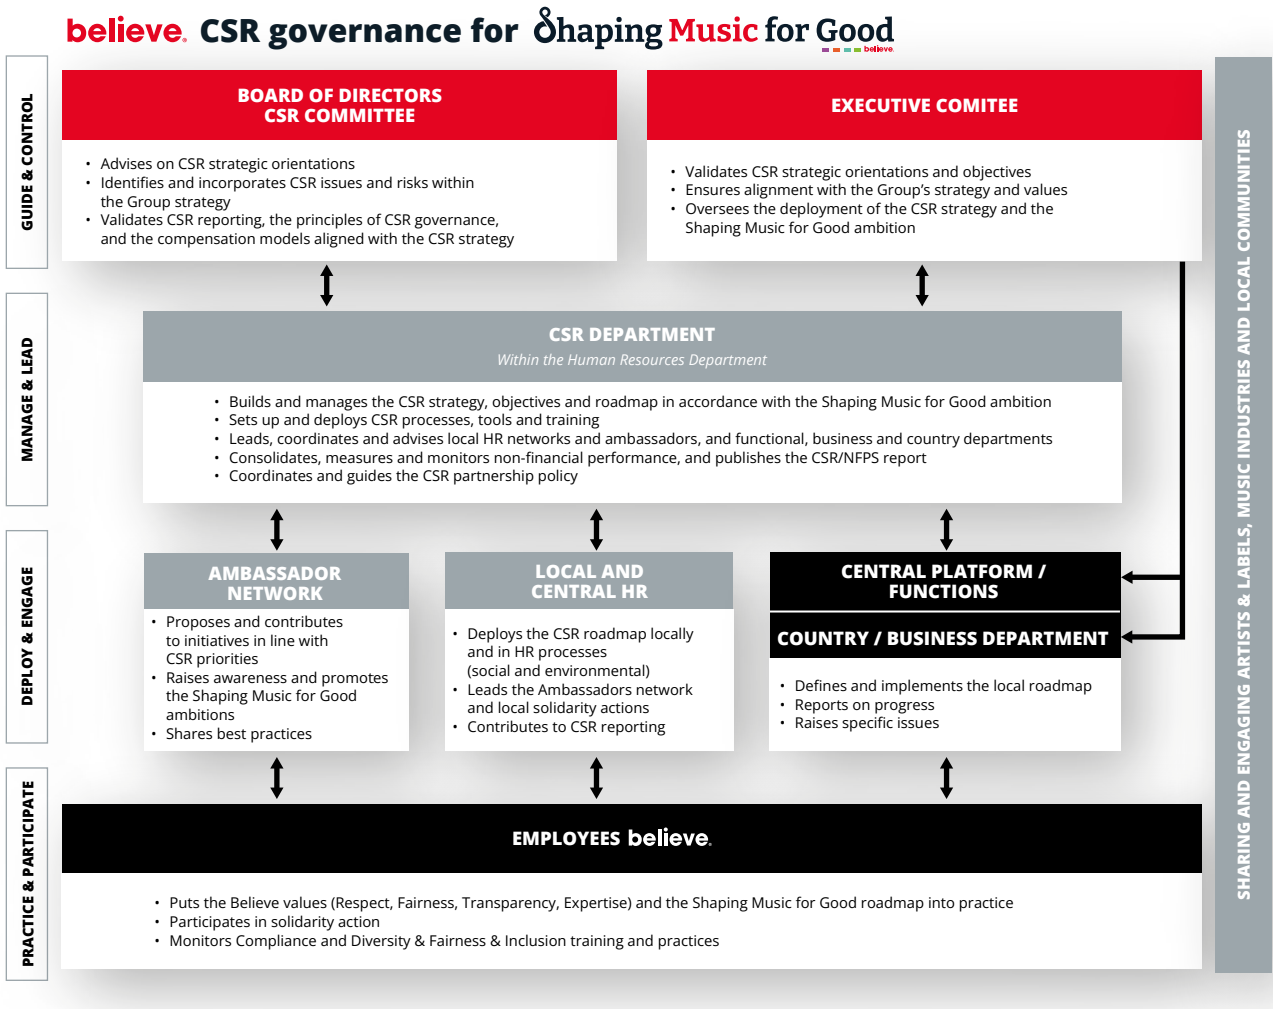 believe. CSR governance for Shaping Music for Good
believe.
GUIDE & CONTROL
BOARD OF DIRECTORS
CSR COMMITTEE
• Advises on CSR strategic orientations
• Identifies and incorporates CSR issues and risks within
the Group strategy
• Validates CSR reporting, the principles of CSR governance,
and the compensation models aligned with the CSR strategy
EXECUTIVE COMITEE
• Validates CSR strategic orientations and objectives
• Ensures alignment with the Group's strategy and values
• Oversees the deployment of the CSR strategy and the
Shaping Music for Good ambition
MANAGE & LEAD
CSR DEPARTMENT
Within the Human Resources Department
• Builds and manages the CSR strategy, objectives and roadmap in accordance with the Shaping Music for Good ambition
• Sets up and deploys CSR processes, tools and training
• Leads, coordinates and advises local HR networks and ambassadors, and functional, business and country departments
• Consolidates, measures and monitors non-financial performance, and publishes the CSR/NFPS report
• Coordinates and guides the CSR partnership policy
DEPLOY & ENGAGE
AMBASSADOR
NETWORK
• Proposes and contributes
to initiatives in line with
CSR priorities
• Raises awareness and promotes
the Shaping Music for Good
ambitions
• Shares best practices
LOCAL AND
CENTRAL HR
• Deploys the CSR roadmap locally
and in HR processes
(social and environmental)
• Leads the Ambassadors network
and local solidarity actions
• Contributes to CSR reporting
CENTRAL PLATFORM /
FUNCTIONS
COUNTRY / BUSINESS DEPARTMENT
• Defines and implements the local roadmap
• Reports on progress
• Raises specific issues
PRACTICE & PARTICIPATE
EMPLOYEES believe.
• Puts the Believe values (Respect, Fairness, Transparency, Expertise) and the Shaping Music for Good roadmap into practice
• Participates in solidarity action
• Monitors Compliance and Diversity & Fairness & Inclusion training and practices
SHARING AND ENGAGING ARTISTS & LABELS, MUSIC INDUSTRIES AND LOCAL COMMUNITIES